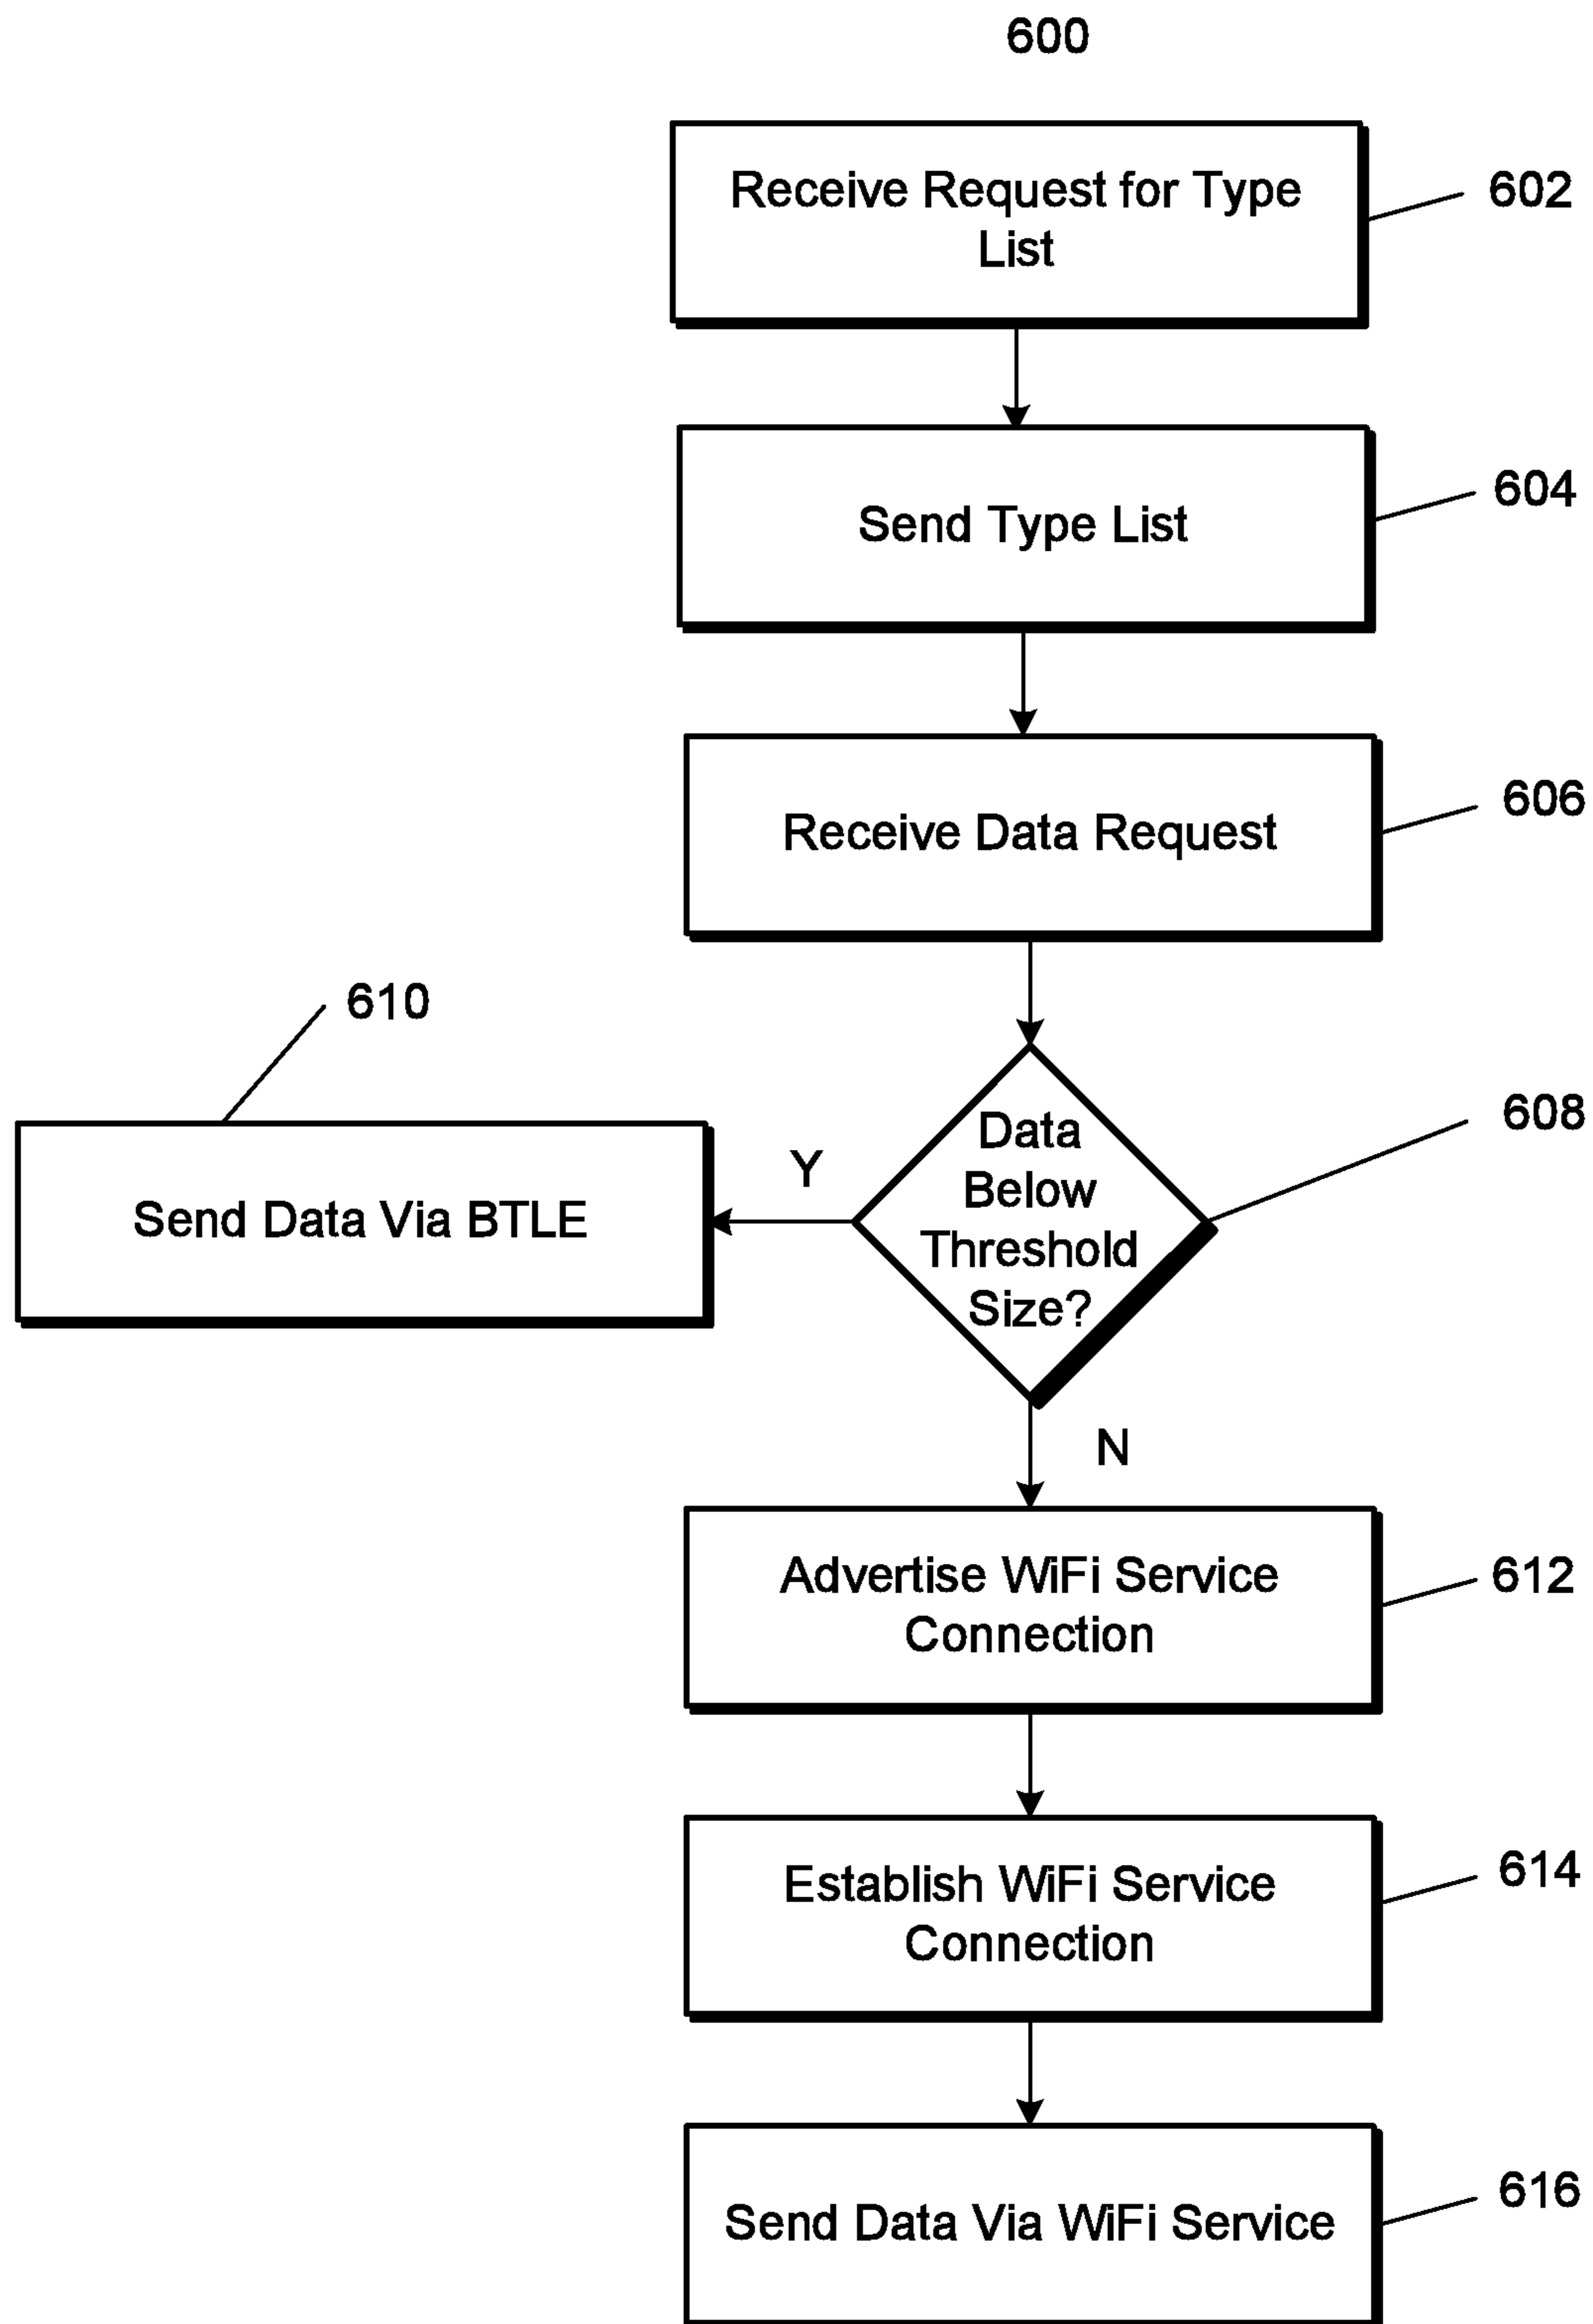 600
Receive Request for Type
List
602
Send Type List
604
Receive Data Request
606
610
Data
Below
Threshold
Size?
608
Y
Send Data Via BTLE
N
Advertise WiFi Service
Connection
612
Establish WiFi Service
Connection
614
Send Data Via WiFi Service
616